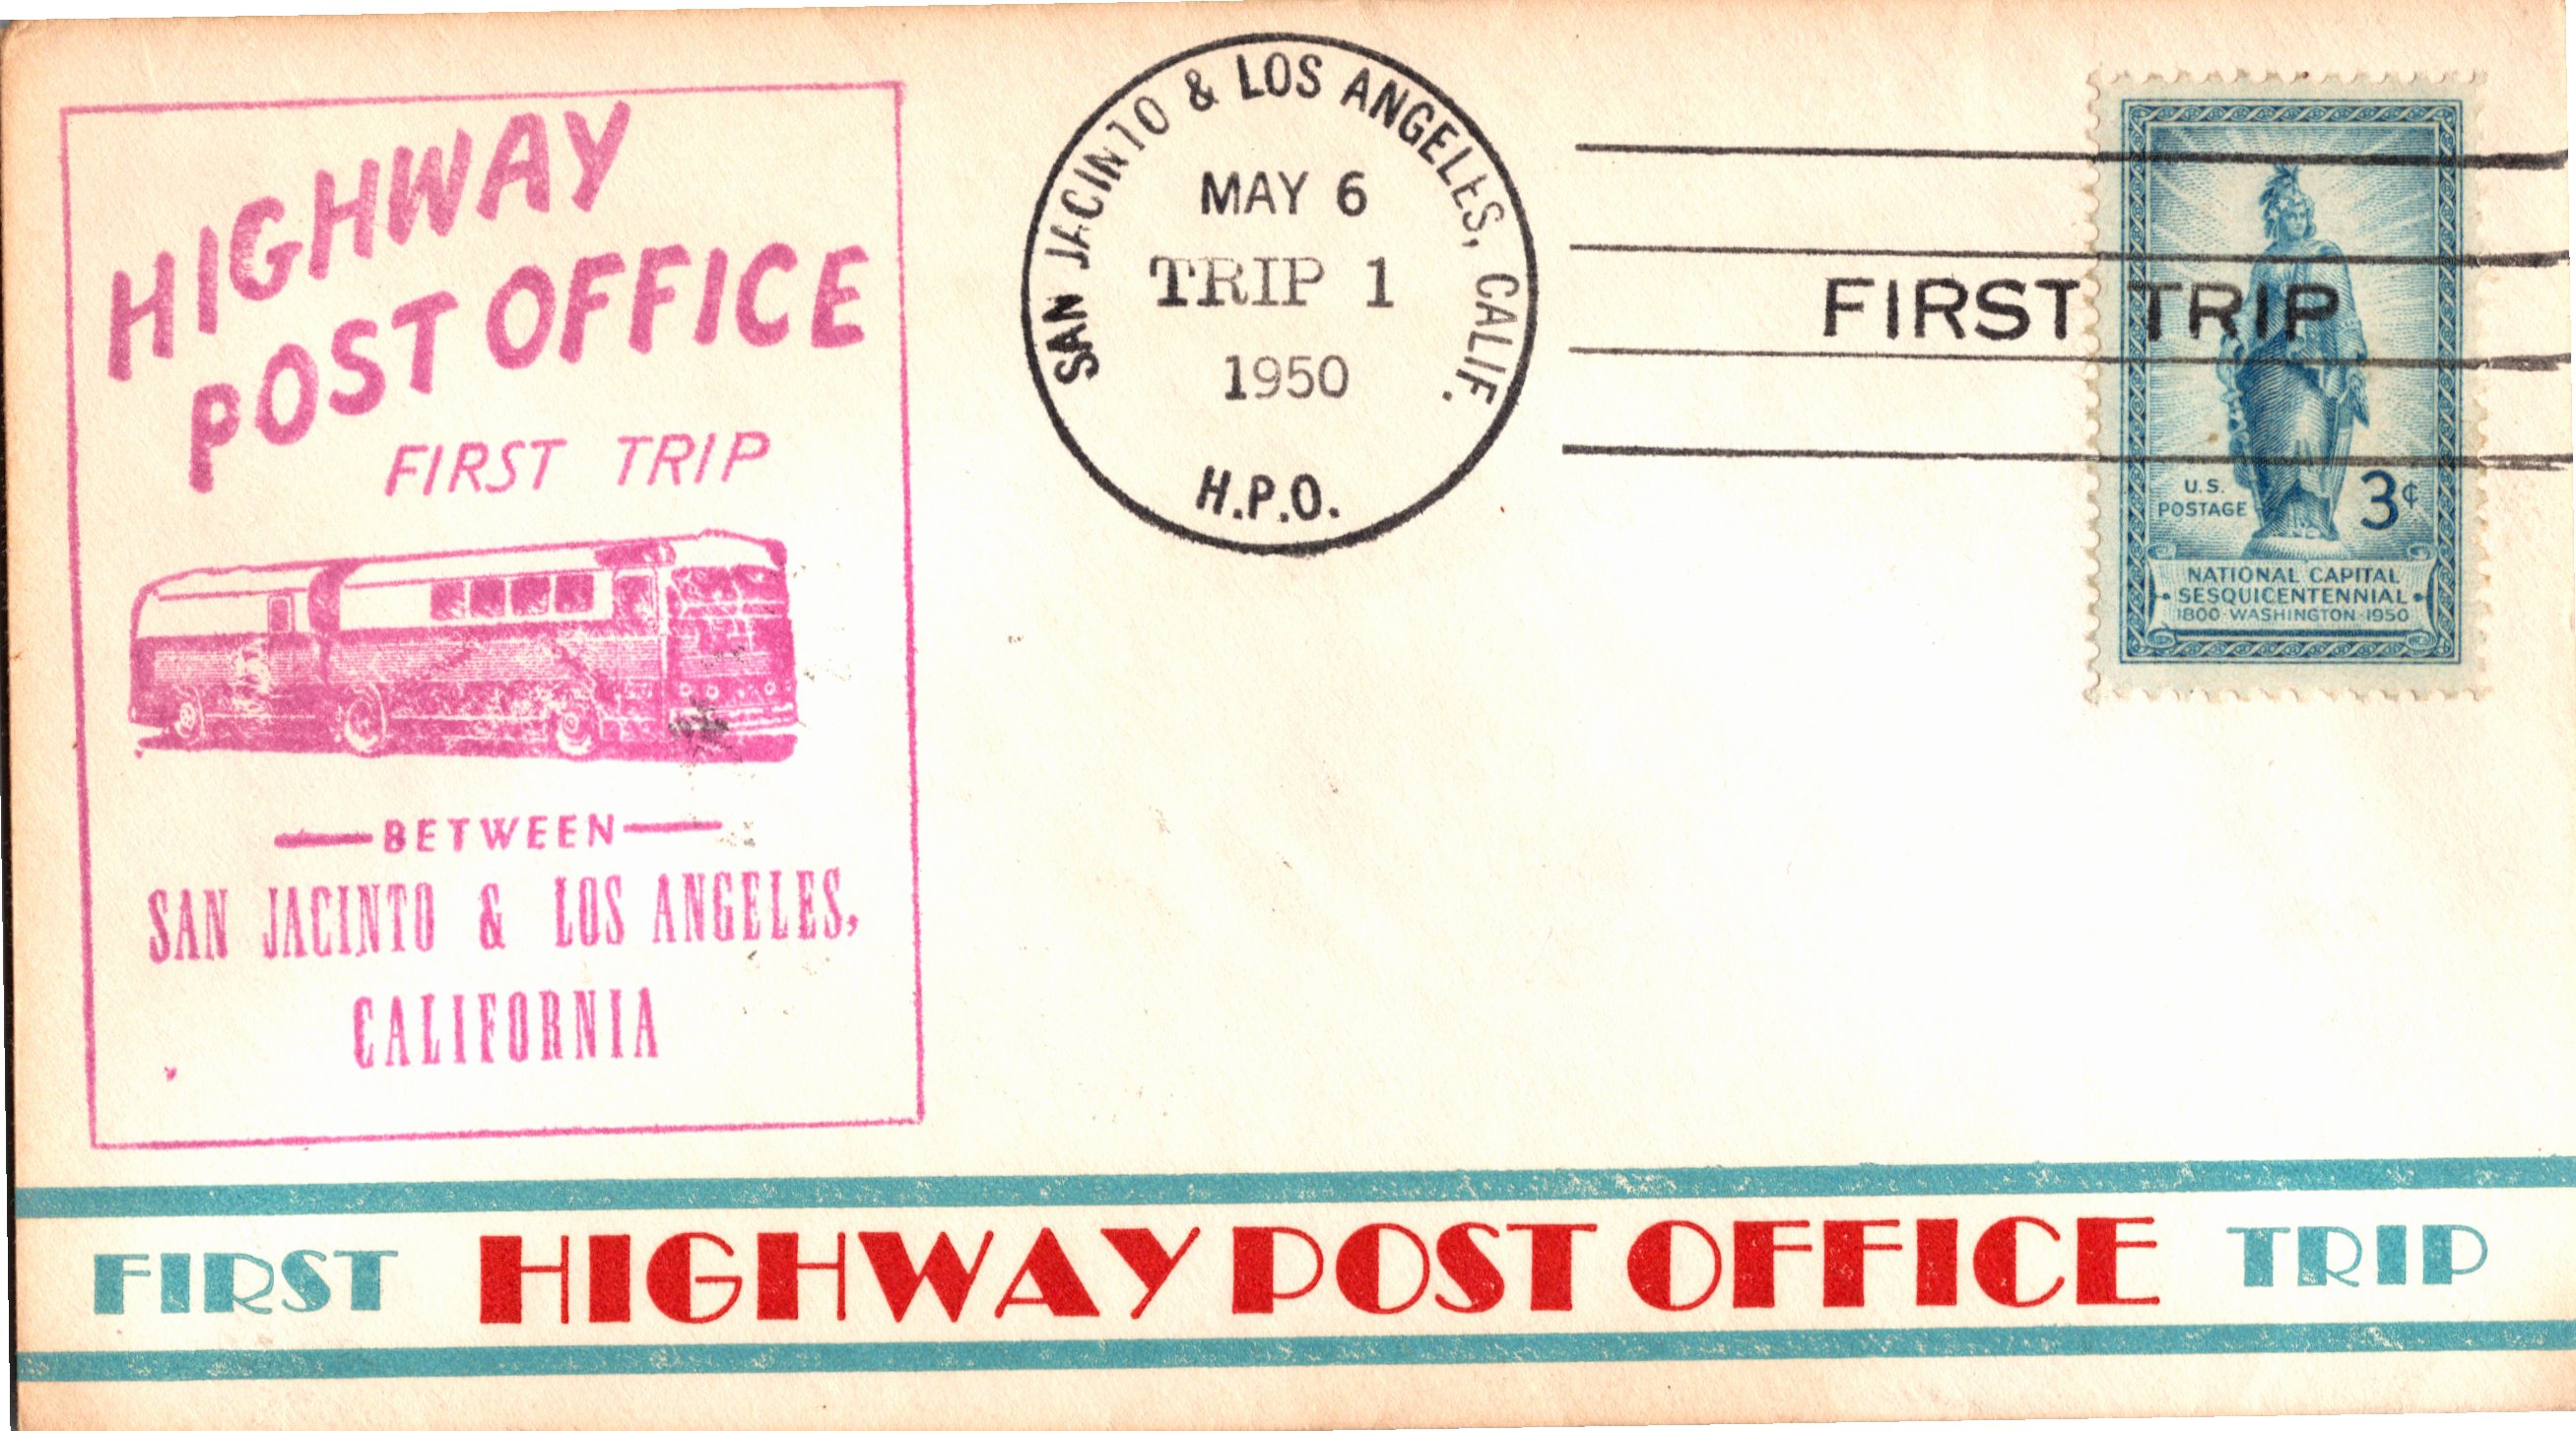 HIGHWAY
POST OFFICE
FIRST TRIP
BETWEEN
SAN JACINTO & LOS ANGELES,
CALIFORNIA
SAN JACINTO & LOS ANGELES, CALIF.
MAY 6
TRIP 1
1950
H.P.O.
FIRST TRIP
U.S.
POSTAGE
3¢
NATIONAL CAPITAL
SESQUICENTENNIAL
1800·WASHINGTON·1950
FIRST HIGHWAY POST OFFICE TRIP